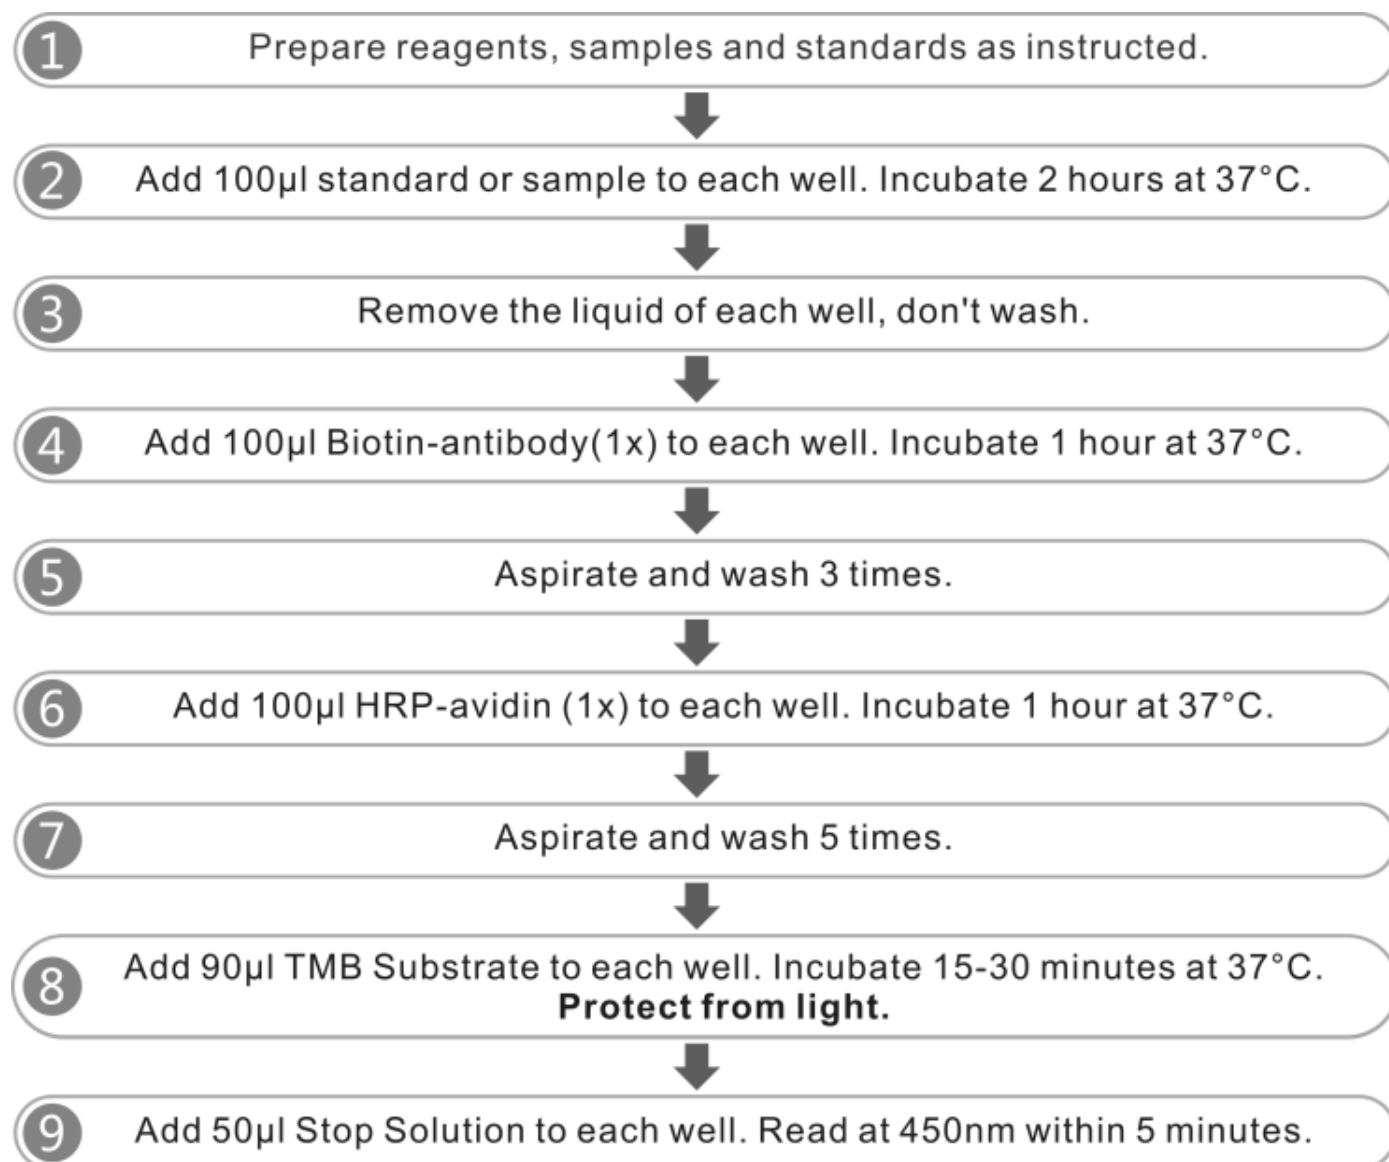 1 Prepare reagents, samples and standards as instructed.
2 Add 100µl standard or sample to each well. Incubate 2 hours at 37°C.
3 Remove the liquid of each well, don't wash.
4 Add 100µl Biotin-antibody(1x) to each well. Incubate 1 hour at 37°C.
5 Aspirate and wash 3 times.
6 Add 100µl HRP-avidin (1x) to each well. Incubate 1 hour at 37°C.
7 Aspirate and wash 5 times.
8 Add 90µl TMB Substrate to each well. Incubate 15-30 minutes at 37°C.
Protect from light.
9 Add 50µl Stop Solution to each well. Read at 450nm within 5 minutes.